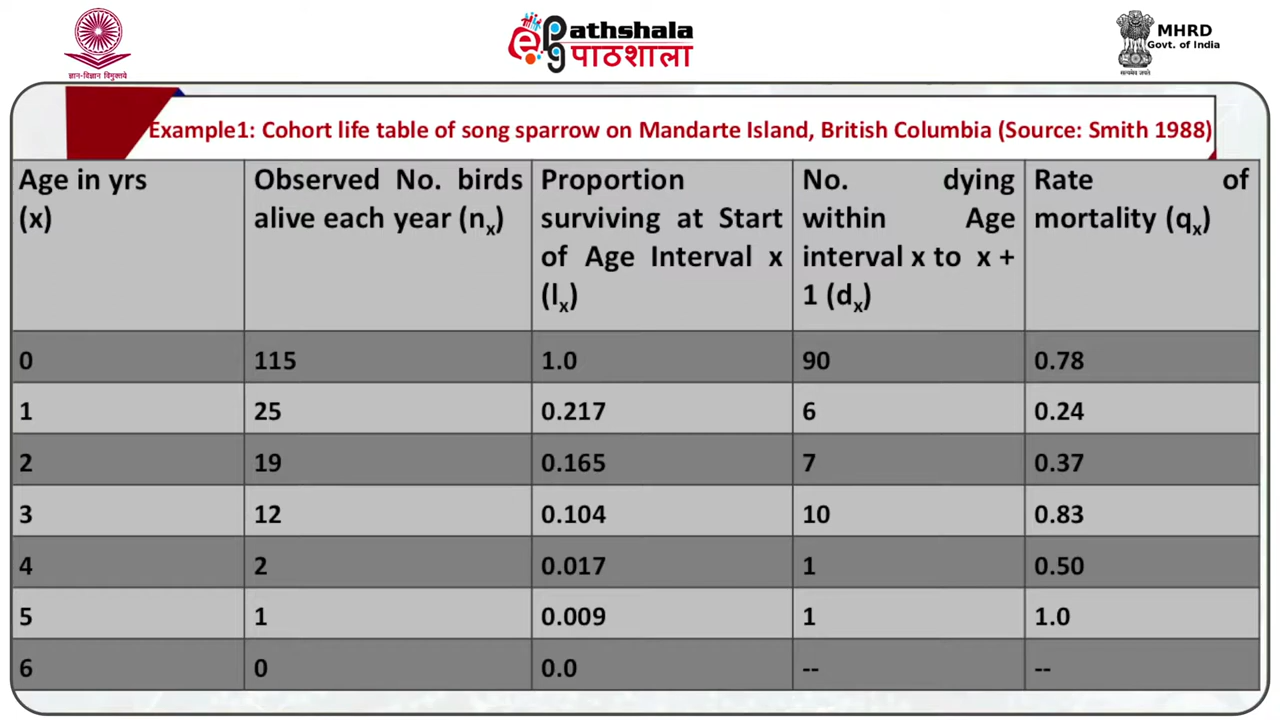 ज्ञान-विज्ञान विमुक्तये
epg Pathshala
पाठशाला
MHRD
Govt. of India
सत्यमेव जयते
Example1: Cohort life table of song sparrow on Mandarte Island, British Columbia (Source: Smith 1988)
Age in yrs (x) | Observed No. birds alive each year (nx) | Proportion surviving at Start of Age Interval x (lx) | No. dying within Age interval x to x + 1 (dx) | Rate of mortality (qx)
0 115 1.0 90 0.78
1 25 0.217 6 0.24
2 19 0.165 7 0.37
3 12 0.104 10 0.83
4 2 0.017 1 0.50
5 1 0.009 1 1.0
6 0 0.0 -- --